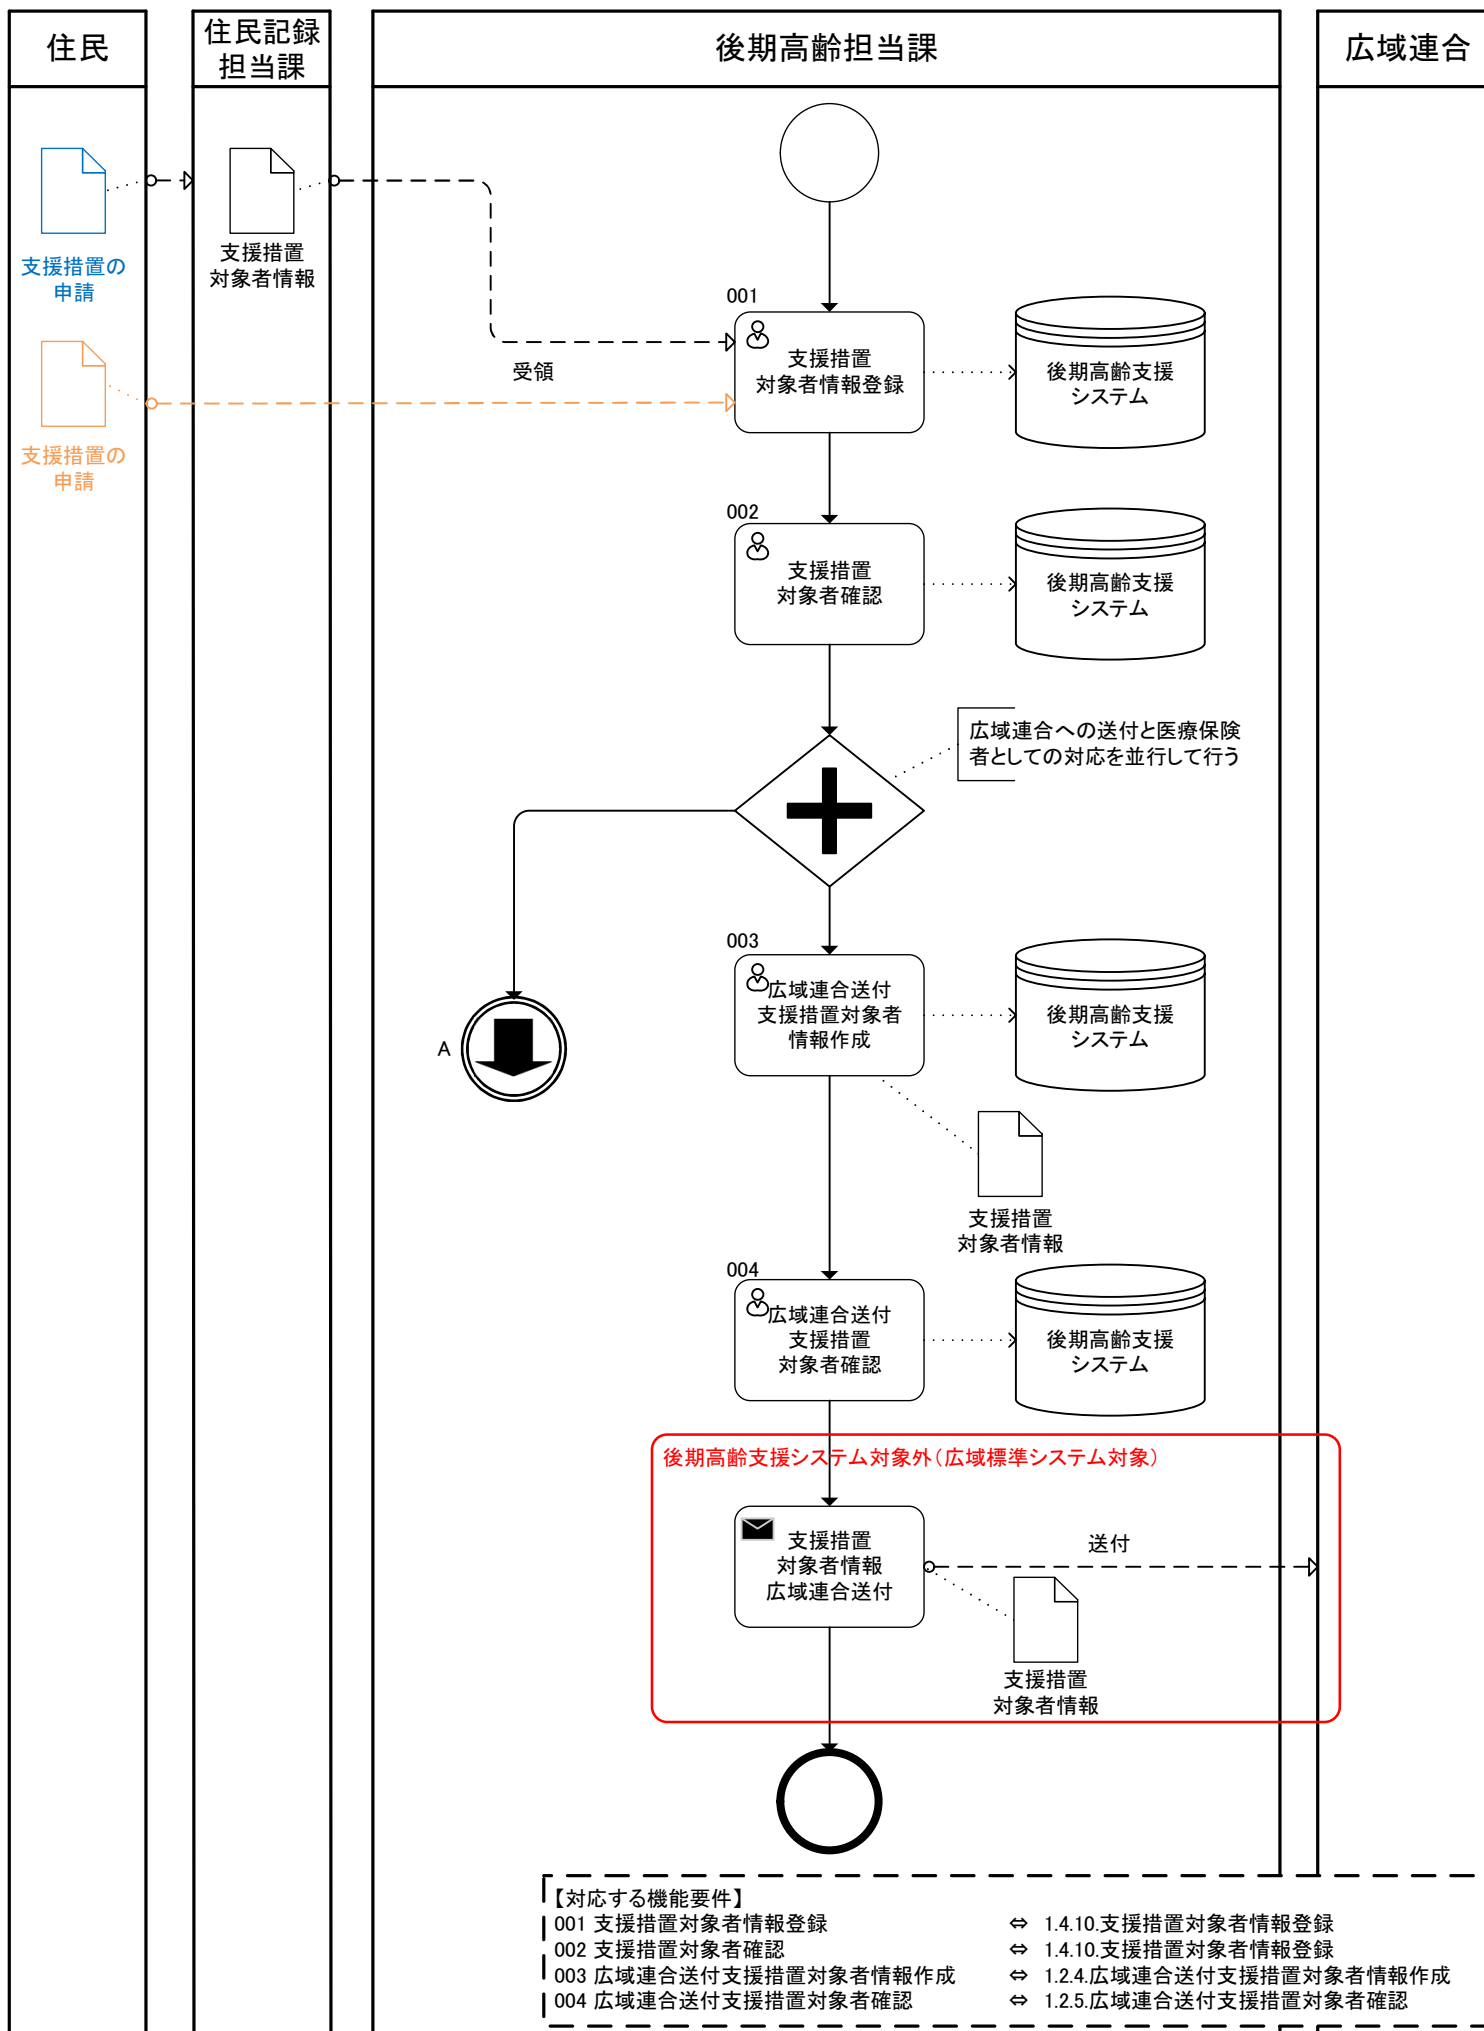 住民
住民記録
担当課
後期高齢担当課
広域連合
支援措置の
申請
支援措置
対象者情報
支援措置の
申請
受領
001
支援措置
対象者情報登録
後期高齢支援
システム
002
支援措置
対象者確認
後期高齢支援
システム
広域連合への送付と医療保険
者としての対応を並行して行う
A
003
広域連合送付
支援措置対象者
情報作成
後期高齢支援
システム
支援措置
対象者情報
004
広域連合送付
支援措置
対象者確認
後期高齢支援
システム
後期高齢支援システム対象外（広域標準システム対象）
支援措置
対象者情報
広域連合送付
送付
支援措置
対象者情報
【対応する機能要件】
001 支援措置対象者情報登録 ⇔ 1.4.10.支援措置対象者情報登録
002 支援措置対象者確認 ⇔ 1.4.10.支援措置対象者情報登録
003 広域連合送付支援措置対象者情報作成 ⇔ 1.2.4.広域連合送付支援措置対象者情報作成
004 広域連合送付支援措置対象者確認 ⇔ 1.2.5.広域連合送付支援措置対象者確認